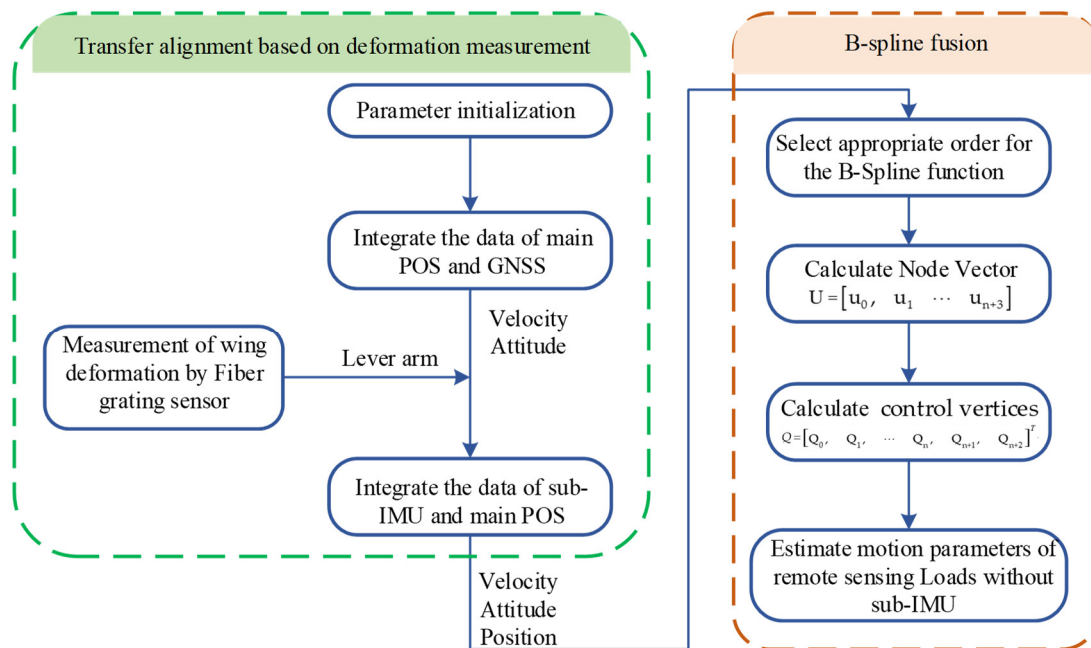 Transfer alignment based on deformation measurement
Parameter initialization
Integrate the data of main
POS and GNSS
Velocity
Attitude
Measurement of wing
deformation by Fiber
grating sensor
Lever arm
Integrate the data of sub-
IMU and main POS
Velocity
Attitude
Position
B-spline fusion
Select appropriate order for
the B-Spline function
Calculate Node Vector
U=[u₀, u₁ ⋯ uₙ₊₃]
Calculate control vertices
Q=[Q₀, Q₁, ⋯ Qₙ, Qₙ₊₁, Qₙ₊₂]ᵀ
Estimate motion parameters of
remote sensing Loads without
sub-IMU